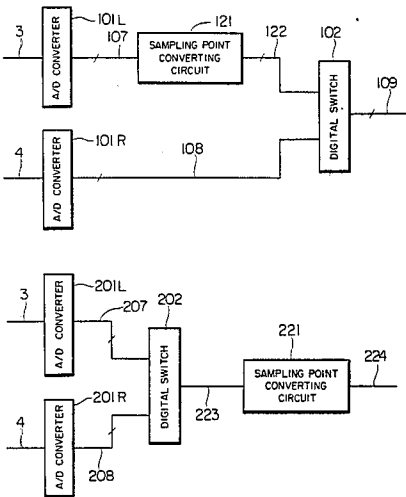 101L
121
102
3
107
122
A/D CONVERTER
SAMPLING POINT
CONVERTING
CIRCUIT
DIGITAL SWITCH
109
101R
4
108
A/D CONVERTER
201L
3
207
202
A/D CONVERTER
DIGITAL SWITCH
221
SAMPLING POINT
CONVERTING
CIRCUIT
224
223
201R
4
208
A/D CONVERTER